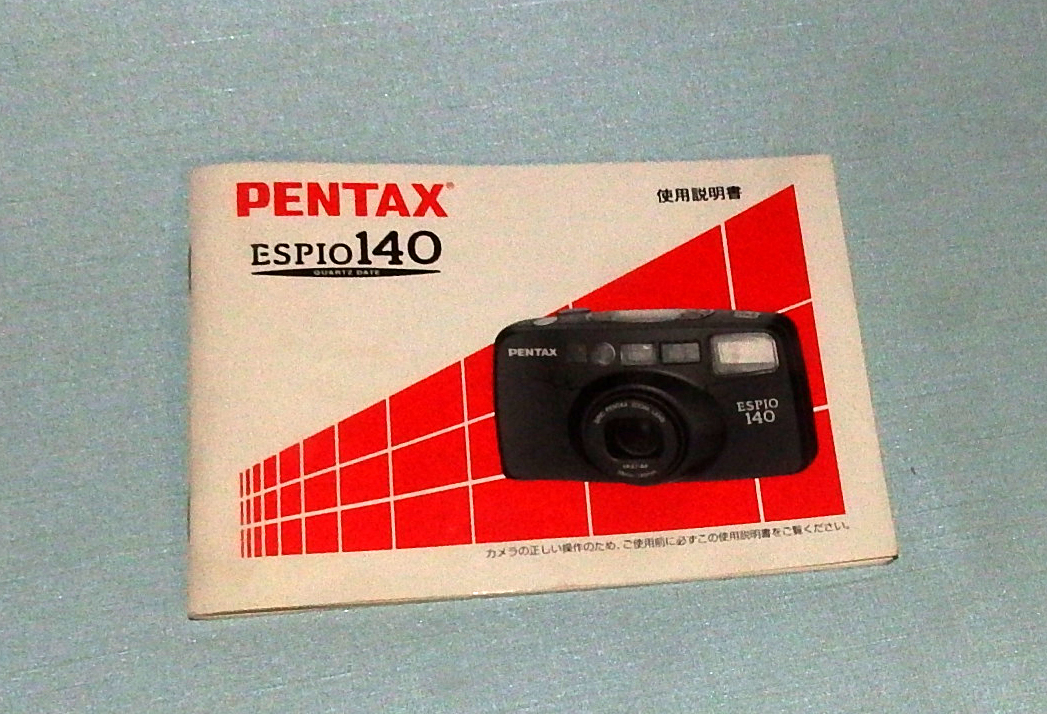 PENTAX®
使用説明書
ESPIO140
QUARTZ DATE
PENTAX
ESPIO
140
カメラの正しい操作のため、ご使用前に必ずこの使用説明書をご覧ください。